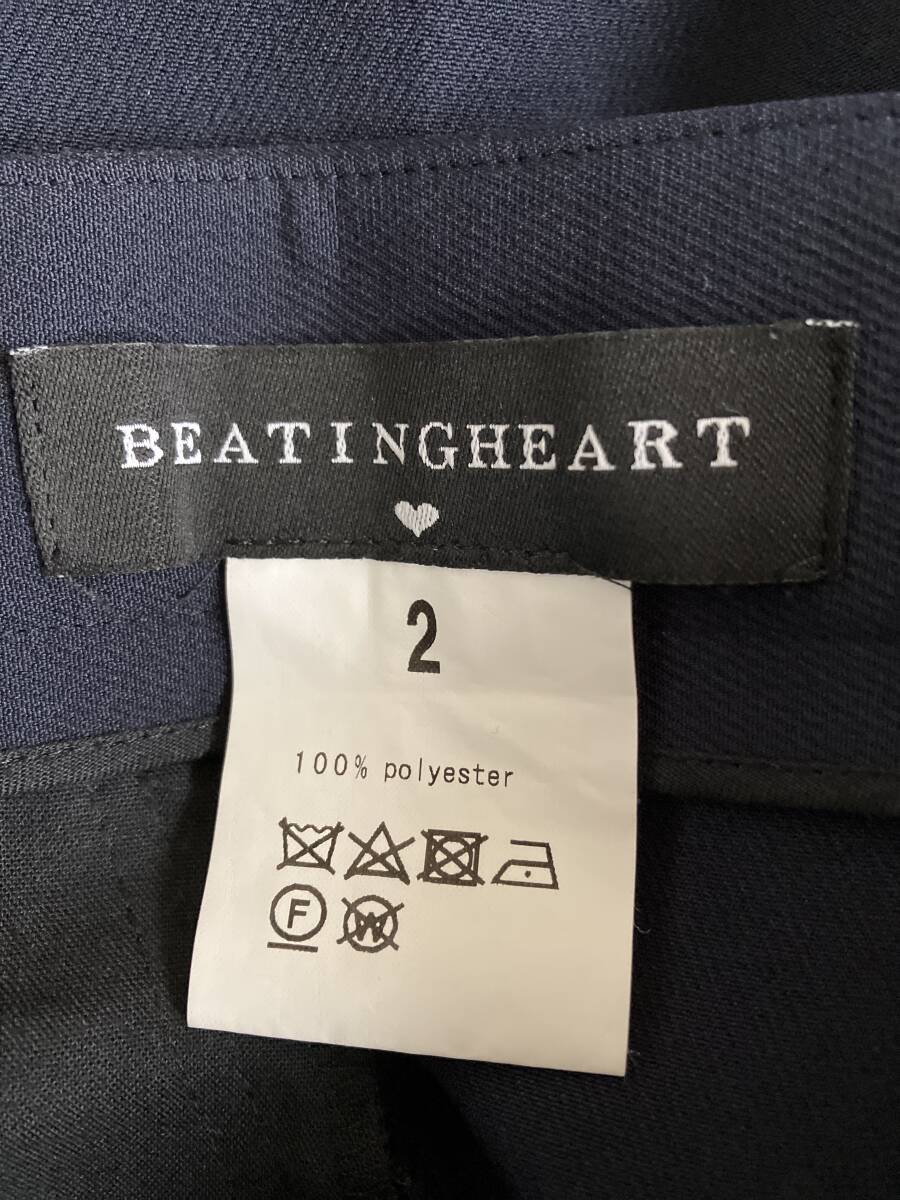 BEATINGHEART
2
100% polyester
F W